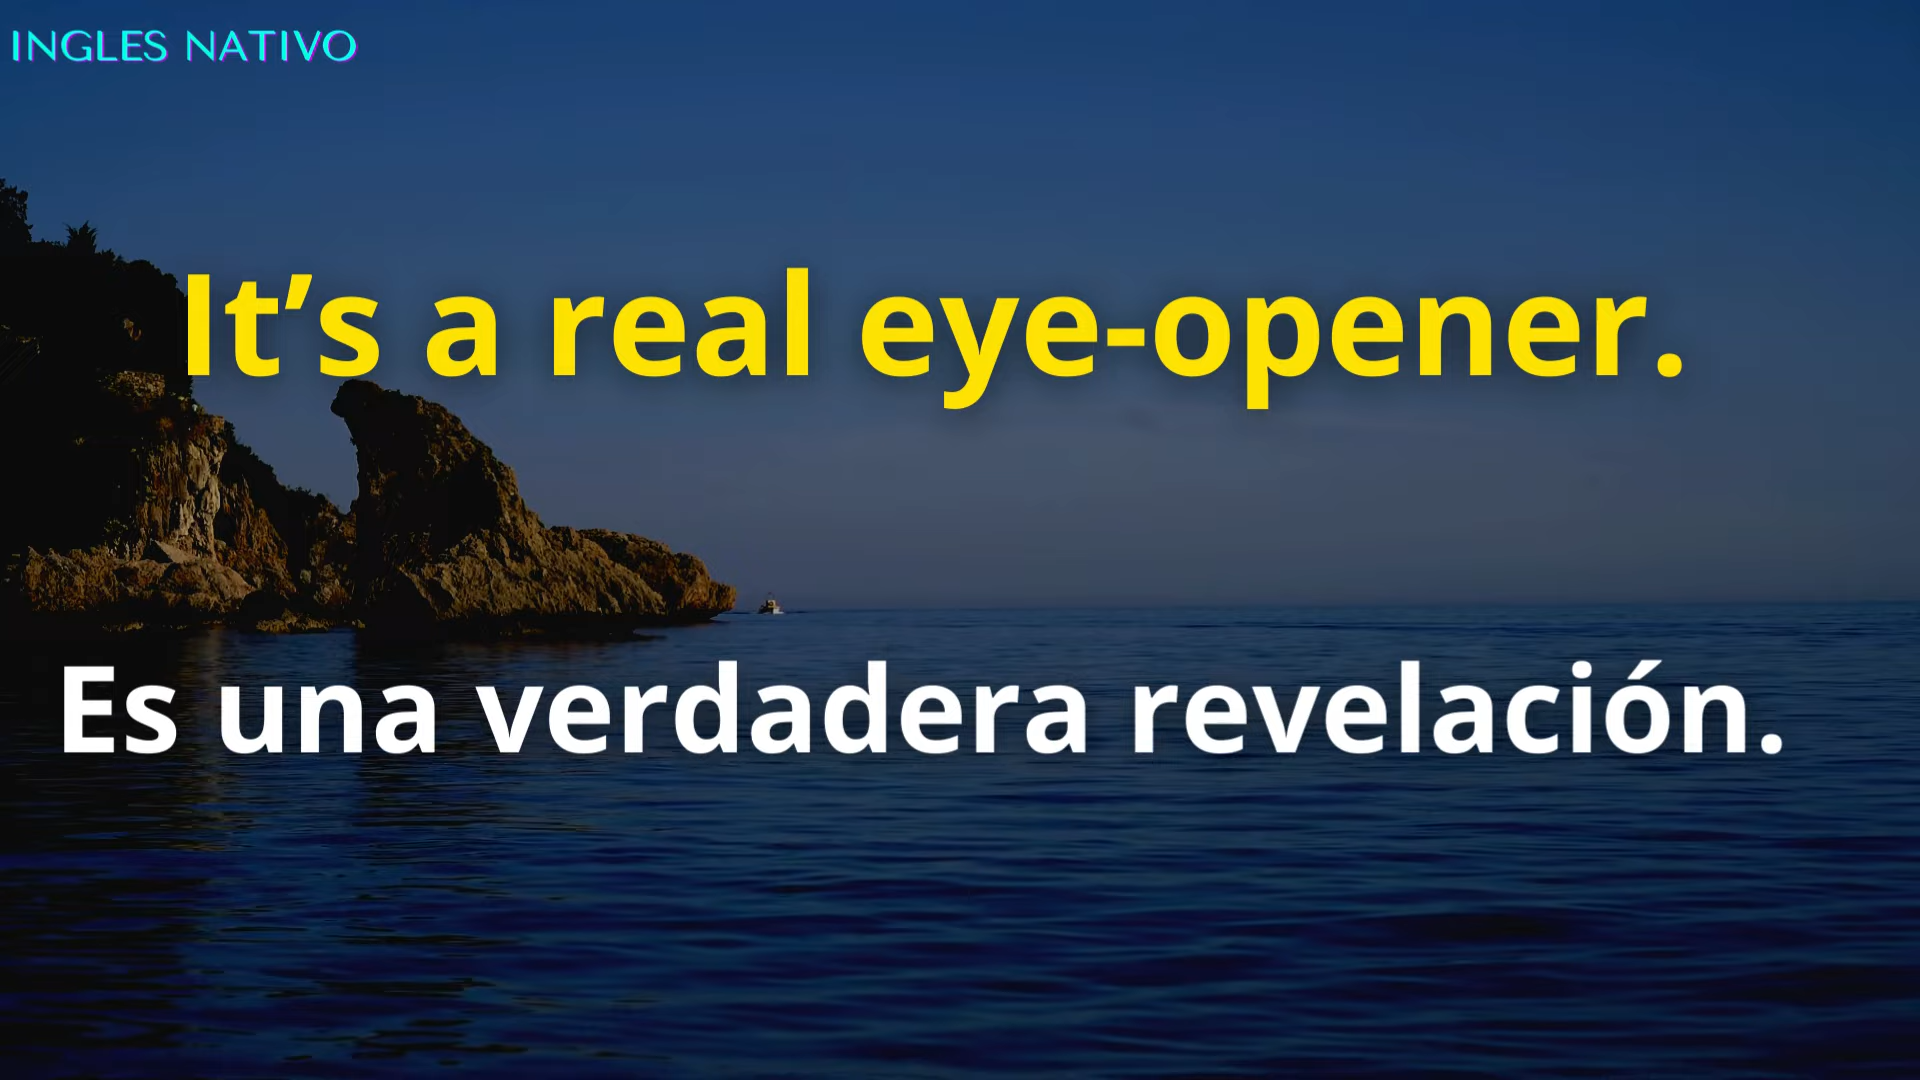 INGLES NATIVO
It’s a real eye-opener.
Es una verdadera revelación.